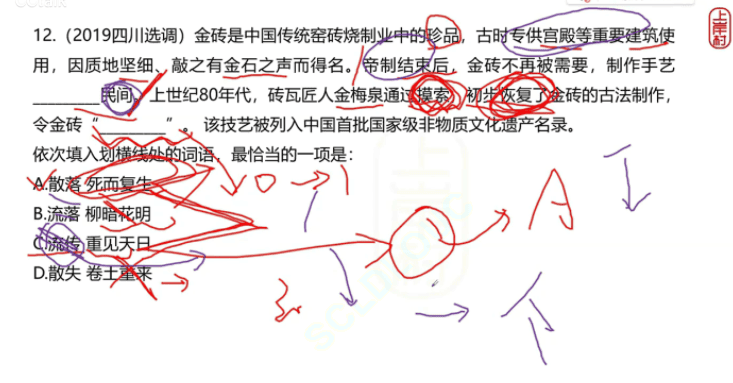 上岸村
12.（2019四川选调）金砖是中国传统窑砖烧制业中的珍品，古时专供宫殿等重要建筑使
用，因质地坚细、敲之有金石之声而得名。帝制结束后，金砖不再被需要，制作手艺
________民间。上世纪80年代，砖瓦匠人金梅泉通过摸索，初步恢复了金砖的古法制作，
令金砖“________”。该技艺被列入中国首批国家级非物质文化遗产名录。
依次填入划横线处的词语，最恰当的一项是：
A.散落 死而复生
B.流落 柳暗花明
C.流传 重见天日
D.散失 卷土重来
0 → 1
A